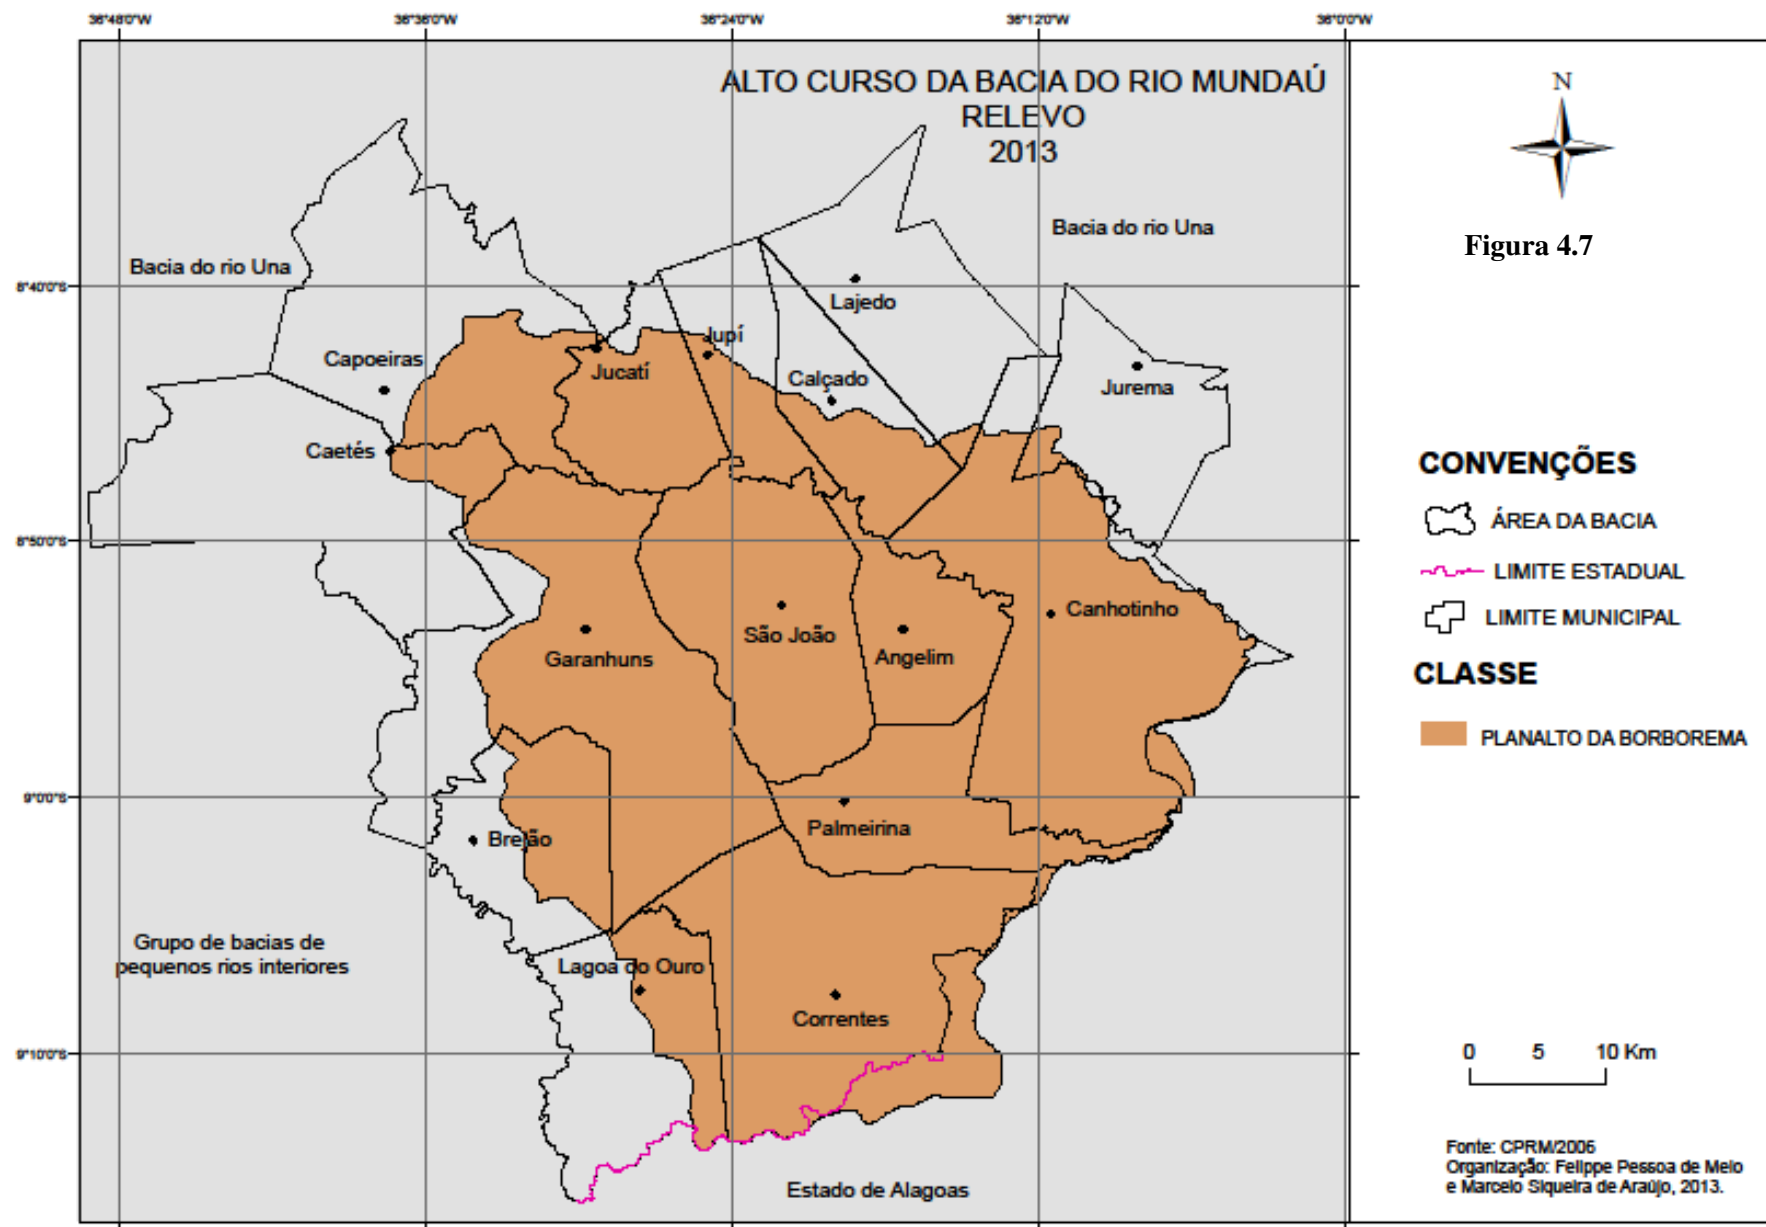 36°48'0"W 36°36'0"W 36°24'0"W 36°12'0"W 36°0'0"W
ALTO CURSO DA BACIA DO RIO MUNDAÚ
RELEVO
2013
N
Figura 4.7
Bacia do rio Una
Bacia do rio Una
8°40'0"S
Lajedo
Jupí
Capoeiras
Jucatí
Calçado
Jurema
Caetés
CONVENÇÕES
ÁREA DA BACIA
8°50'0"S
LIMITE ESTADUAL
LIMITE MUNICIPAL
Canhotinho
São João
Garanhuns
Angelim
CLASSE
PLANALTO DA BORBOREMA
9°0'0"S
Palmeirina
Brejão
Grupo de bacias de
pequenos rios interiores
Lagoa do Ouro
Correntes
9°10'0"S
0 5 10 Km
Fonte: CPRM/2006
Organização: Felippe Pessoa de Melo
e Marcelo Siqueira de Araújo, 2013.
Estado de Alagoas